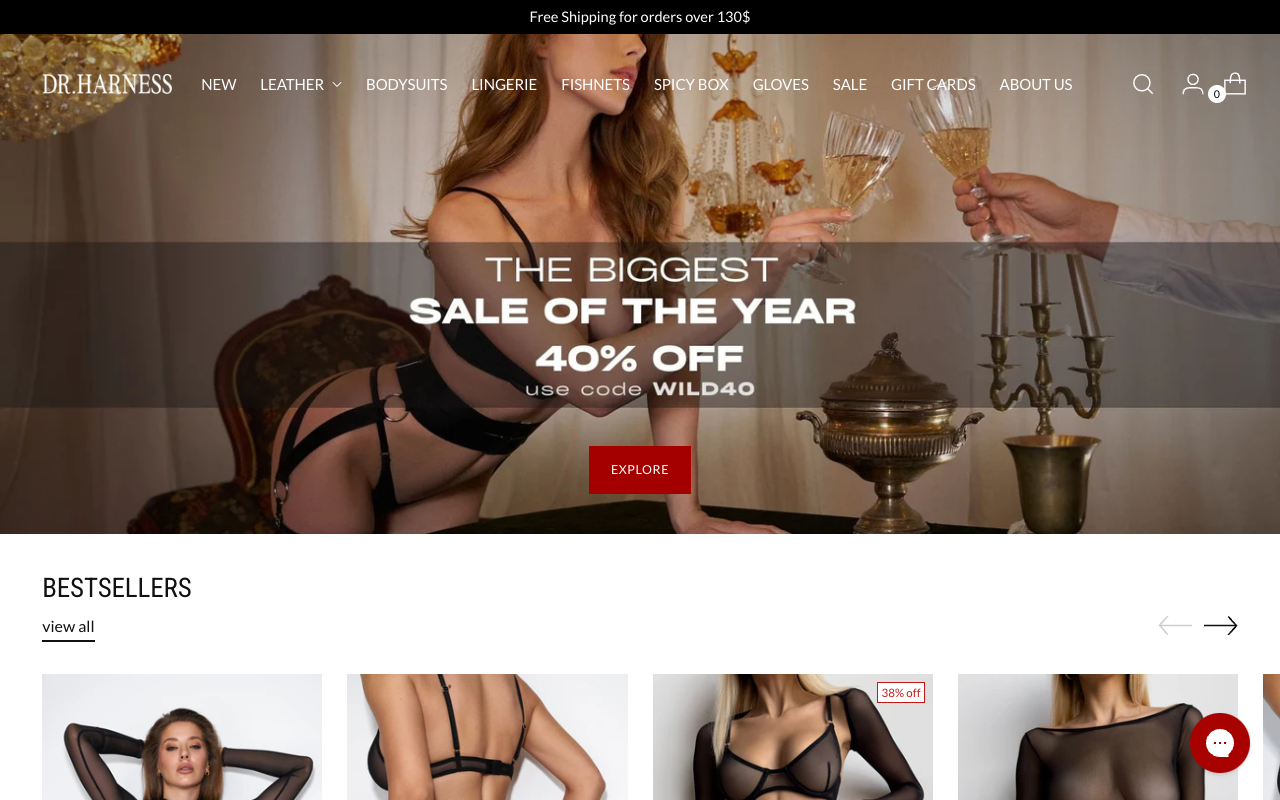 Free Shipping for orders over 130$
DR.HARNESS NEW LEATHER BODYSUITS LINGERIE FISHNETS SPICY BOX GLOVES SALE GIFT CARDS ABOUT US 0
THE BIGGEST
SALE OF THE YEAR
40% OFF
use code WILD40
EXPLORE
BESTSELLERS
view all
38% off